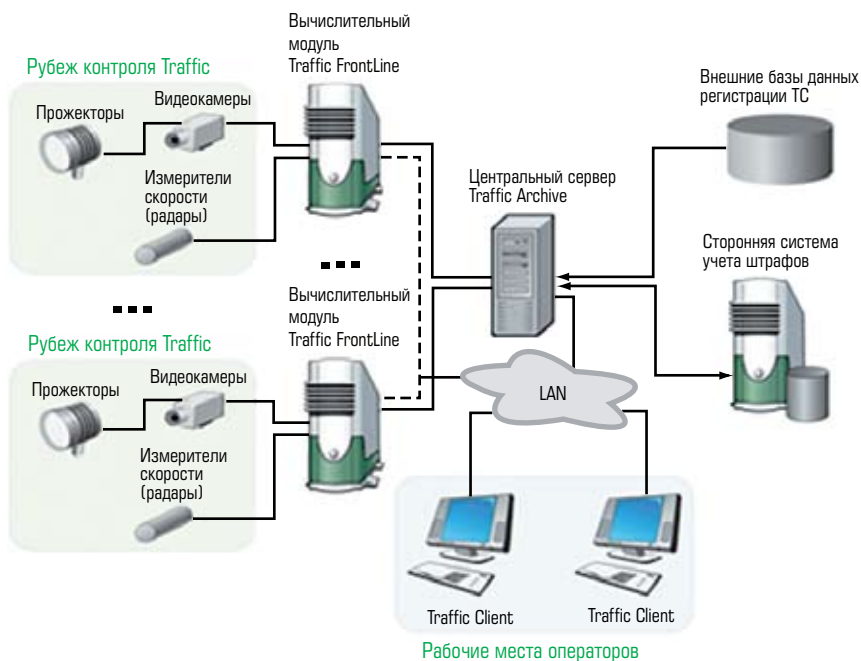 Вычислительный
модуль
Traffic FrontLine
Рубеж контроля Traffic
Прожекторы
Видеокамеры
Измерители
скорости
(радары)
Внешние базы данных
регистрации ТС
Центральный сервер
Traffic Archive
Сторонняя система
учета штрафов
Вычислительный
модуль
Traffic FrontLine
Рубеж контроля Traffic
Прожекторы
Видеокамеры
Измерители
скорости
(радары)
LAN
Traffic Client
Traffic Client
Рабочие места операторов